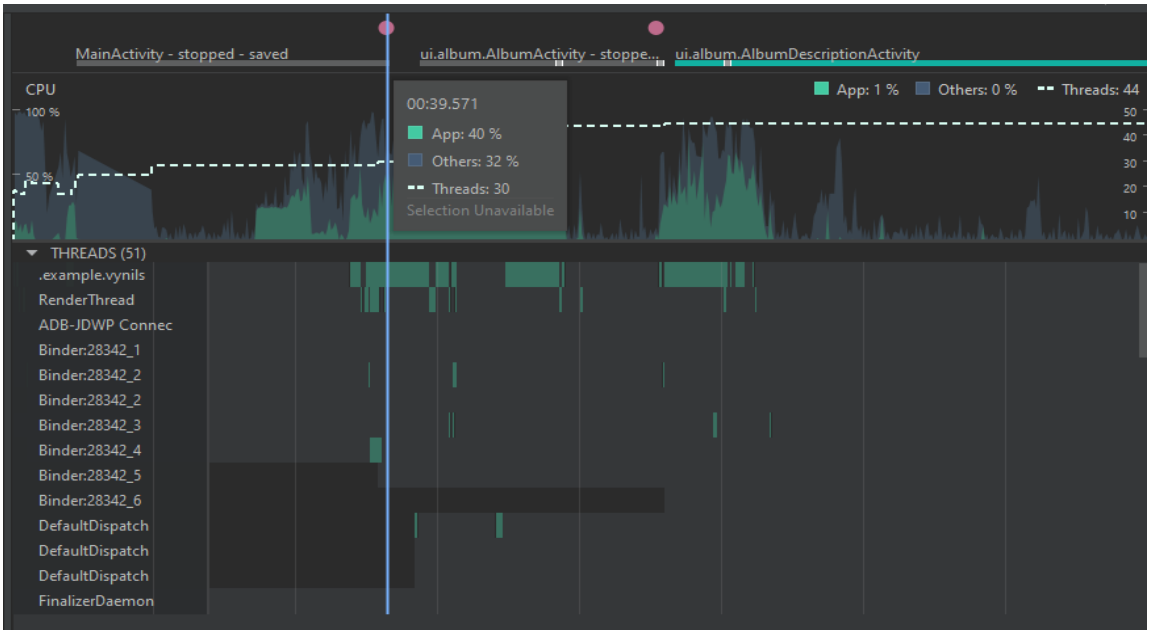 MainActivity - stopped - saved
ui.album.AlbumActivity - stoppe...
ui.album.AlbumDescriptionActivity
CPU
App: 1 %
Others: 0 %
Threads: 44
100 %
50 %
50
40
30
20
10
00:39.571
App: 40 %
Others: 32 %
Threads: 30
Selection Unavailable
THREADS (51)
.example.vynils
RenderThread
ADB-JDWP Connec
Binder:28342_1
Binder:28342_2
Binder:28342_2
Binder:28342_3
Binder:28342_4
Binder:28342_5
Binder:28342_6
DefaultDispatch
DefaultDispatch
DefaultDispatch
FinalizerDaemon